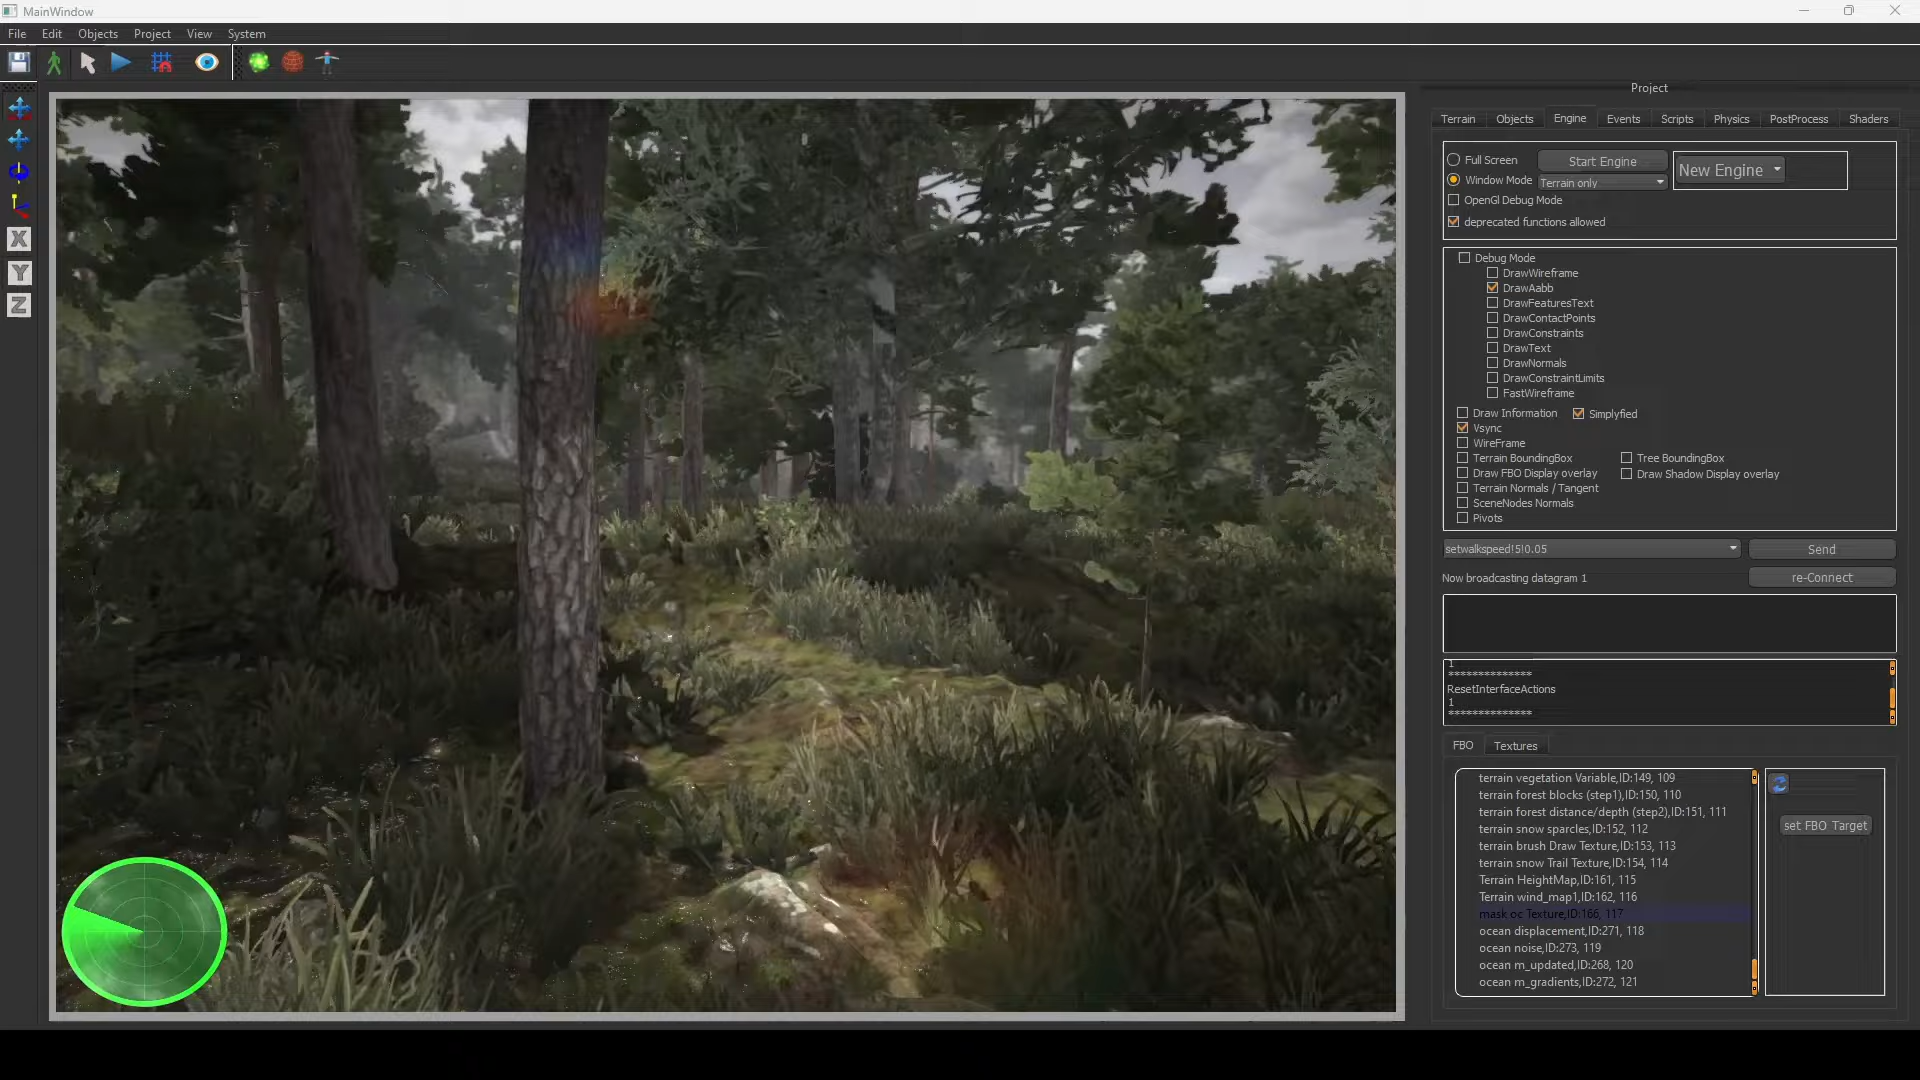 MainWindow
File Edit Objects Project View System
Project
Terrain Objects Engine Events Scripts Physics PostProcess Shaders
Full Screen Start Engine New Engine
Window Mode Terrain only
OpenGl Debug Mode
deprecated functions allowed
Debug Mode
DrawWireframe
DrawAabb
DrawFeaturesText
DrawContactPoints
DrawConstraints
DrawText
DrawNormals
DrawConstraintLimits
FastWireframe
Draw Information Simplyfied
Vsync
WireFrame
Terrain BoundingBox Tree BoundingBox
Draw FBO Display overlay Draw Shadow Display overlay
Terrain Normals / Tangent
SceneNodes Normals
Pivots
setwalkspeed!5!0.05 Send
Now broadcasting datagram 1 re-Connect
1
**************
ResetInterfaceActions
1
**************
FBO Textures
terrain vegetation Variable,ID:149, 109
terrain forest blocks (step1),ID:150, 110
terrain forest distance/depth (step2),ID:151, 111
terrain snow sparcles,ID:152, 112
terrain brush Draw Texture,ID:153, 113
terrain snow Trail Texture,ID:154, 114
Terrain HeightMap,ID:161, 115
Terrain wind_map1,ID:162, 116
mask oc Texture,ID:166, 117
ocean displacement,ID:271, 118
ocean noise,ID:273, 119
ocean m_updated,ID:268, 120
ocean m_gradients,ID:272, 121
set FBO Target
X
Y
Z